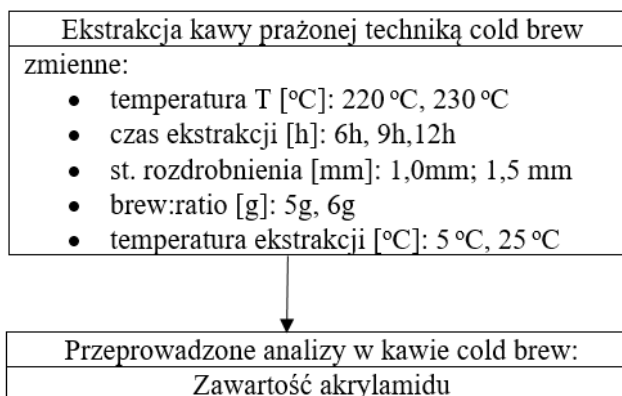 Ekstrakcja kawy prażonej techniką cold brew
zmienne:
• temperatura T [°C]: 220 °C, 230 °C
• czas ekstrakcji [h]: 6h, 9h,12h
• st. rozdrobnienia [mm]: 1,0mm; 1,5 mm
• brew:ratio [g]: 5g, 6g
• temperatura ekstrakcji [°C]: 5 °C, 25 °C
Przeprowadzone analizy w kawie cold brew:
Zawartość akrylamidu